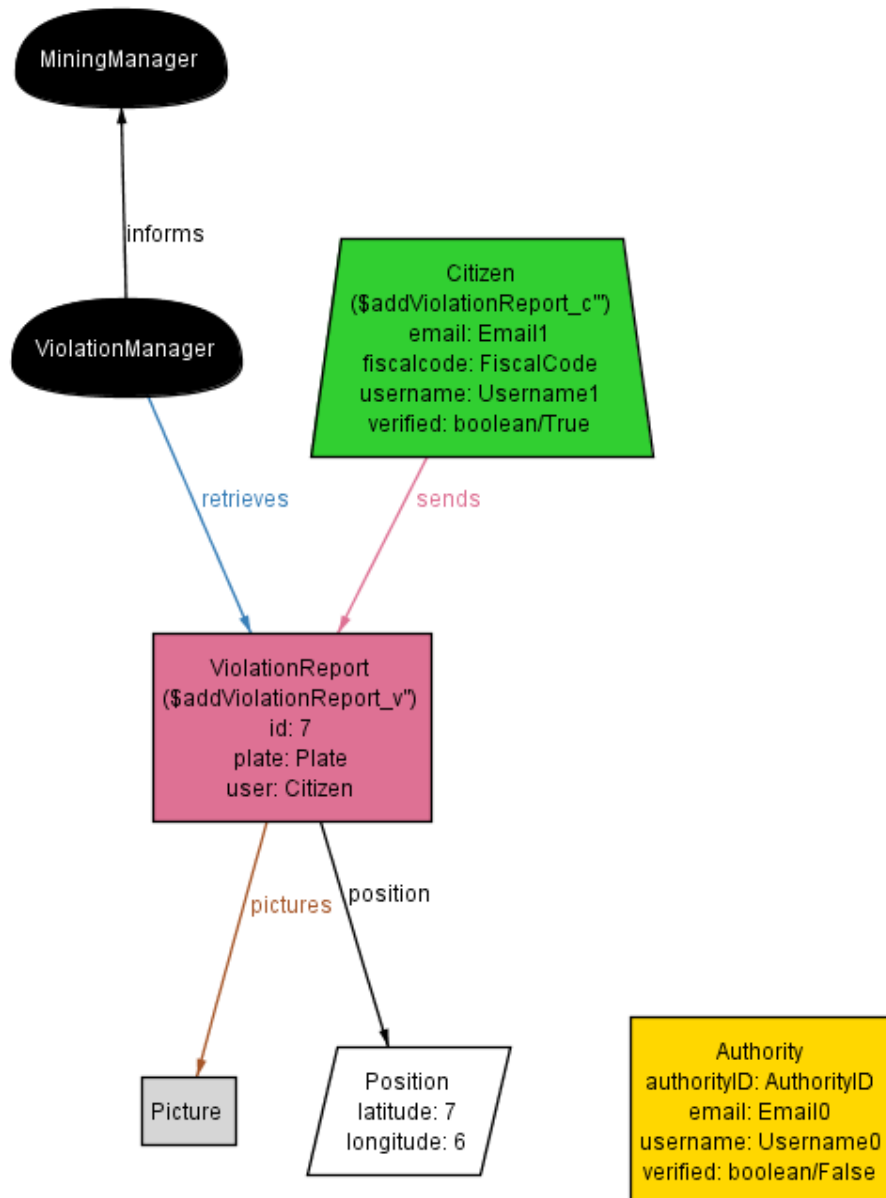 MiningManager
informs
ViolationManager
Citizen
($addViolationReport_c''')
email: Email1
fiscalcode: FiscalCode
username: Username1
verified: boolean/True
retrieves
sends
ViolationReport
($addViolationReport_v'')
id: 7
plate: Plate
user: Citizen
pictures
position
Picture
Position
latitude: 7
longitude: 6
Authority
authorityID: AuthorityID
email: Email0
username: Username0
verified: boolean/False